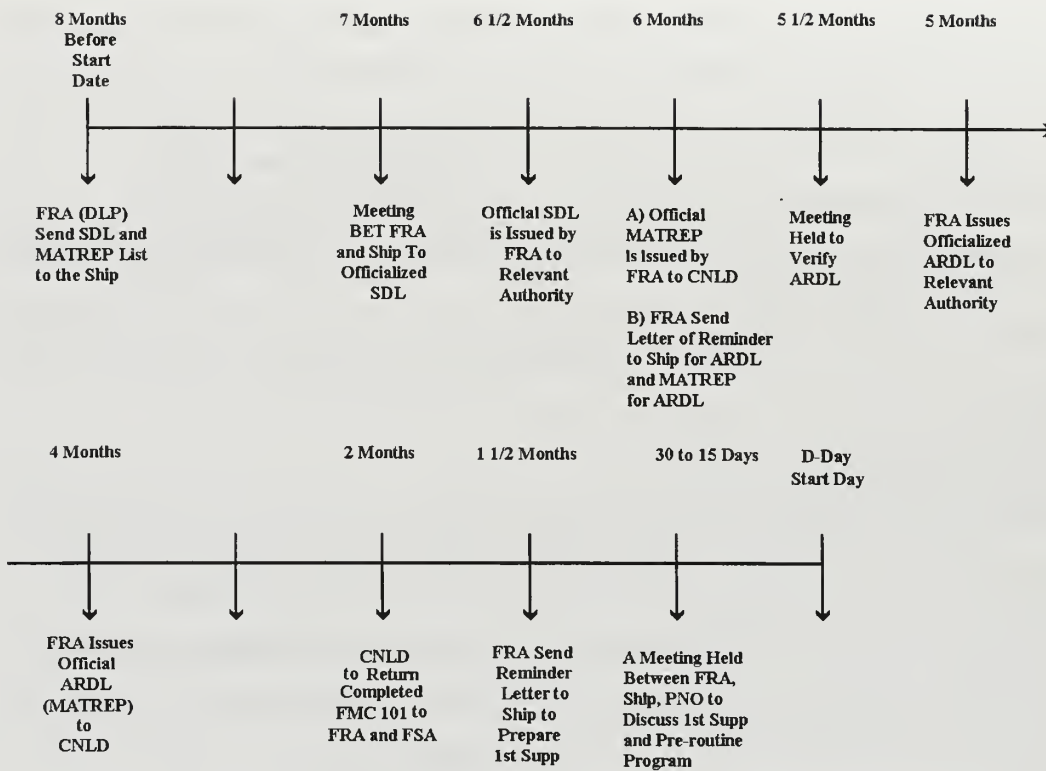 8 Months
Before
Start
Date
7 Months
6 1/2 Months
6 Months
5 1/2 Months
5 Months
FRA (DLP)
Send SDL and
MATREP List
to the Ship
Meeting
BET FRA
and Ship To
Officialized
SDL
Official SDL
is Issued by
FRA to
Relevant
Authority
A) Official
MATREP
is issued by
FRA to CNLD
B) FRA Send
Letter of Reminder
to Ship for ARDL
and MATREP
for ARDL
Meeting
Held to
Verify
ARDL
FRA Issues
Officialized
ARDL to
Relevant
Authority
4 Months
2 Months
1 1/2 Months
30 to 15 Days
D-Day
Start Day
FRA Issues
Official
ARDL
(MATREP)
to
CNLD
CNLD
to Return
Completed
FMC 101 to
FRA and FSA
FRA Send
Reminder
Letter to
Ship to
Prepare
1st Supp
A Meeting Held
Between FRA,
Ship, PNO to
Discuss 1st Supp
and Pre-routine
Program